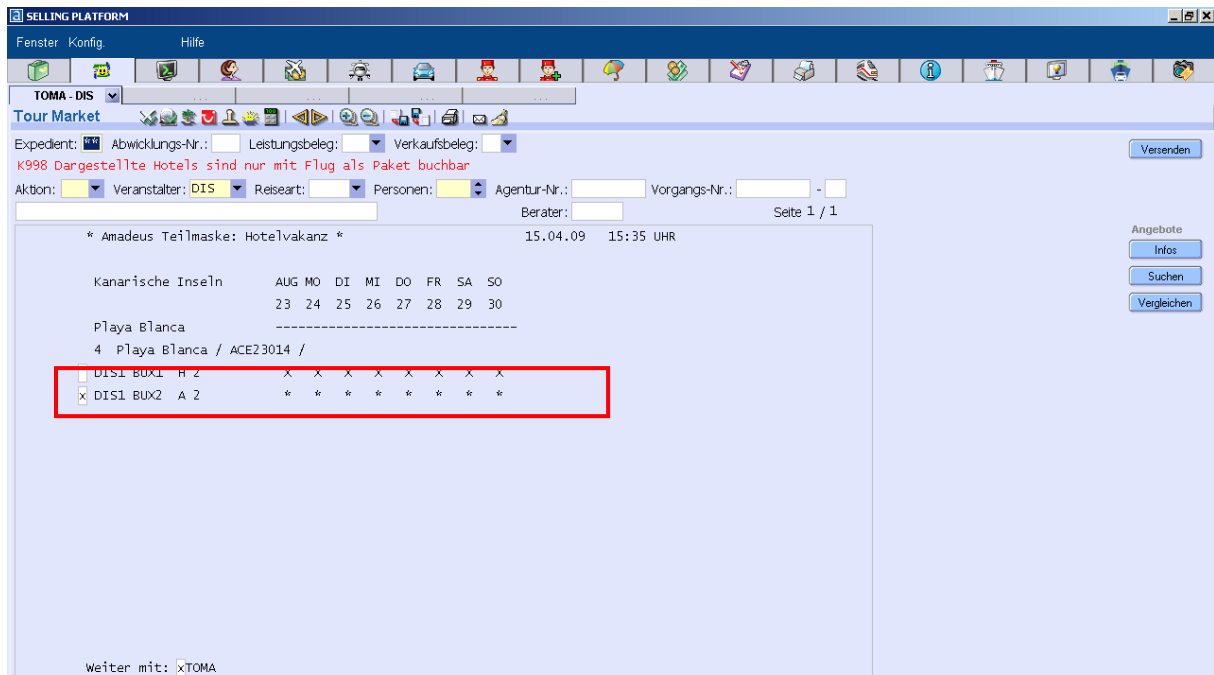 SELLING PLATFORM
Fenster Konfig. Hilfe
TOMA - DIS ... ... ... ...
Tour Market
Expedient: ** Abwicklungs-Nr.: Leistungsbeleg: Verkaufsbeleg: Versenden
K998 Dargestellte Hotels sind nur mit Flug als Paket buchbar
Aktion: Veranstalter: DIS Reiseart: Personen: Agentur-Nr.: Vorgangs-Nr.: -
Berater: Seite 1 / 1
Angebote
Infos
Suchen
Vergleichen
* Amadeus Teilmaske: Hotelvakanz * 15.04.09 15:35 UHR
Kanarische Inseln AUG MO DI MI DO FR SA SO
23 24 25 26 27 28 29 30
Playa Blanca --------------------------------
4 Playa Blanca / ACE23014 /
DIS1 BUX1 H 2 X X X X X X X X
x DIS1 BUX2 A 2 * * * * * * * *
Weiter mit: xTOMA